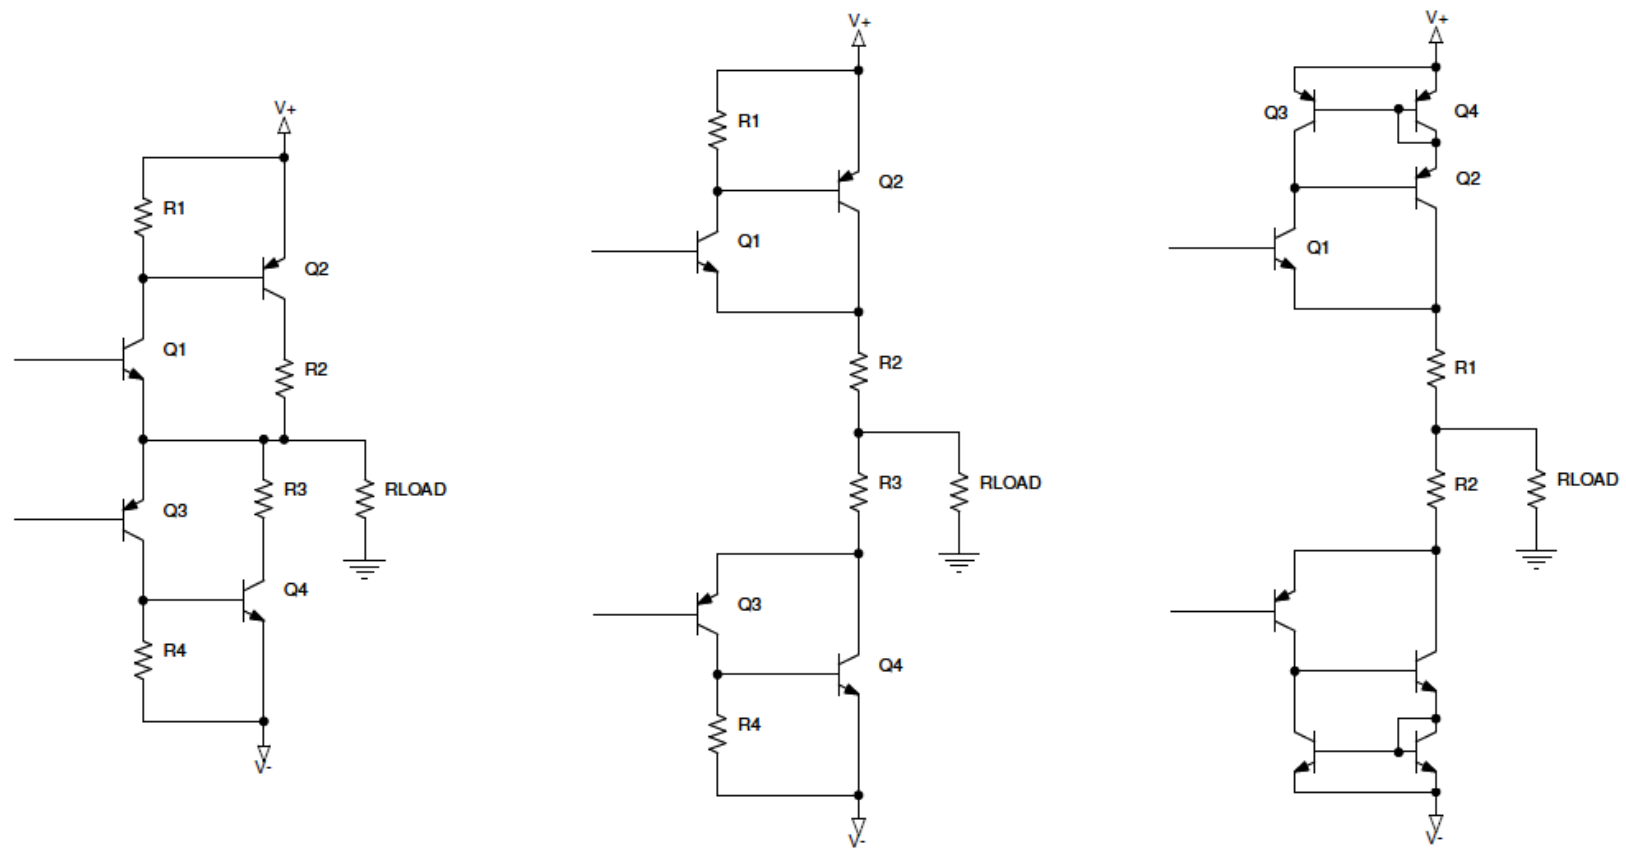 V+
R1
Q2
Q1
R2
R3
RLOAD
Q3
Q4
R4
V-
V+
R1
Q2
Q1
R2
R3
RLOAD
Q3
Q4
R4
V-
V+
Q3
Q4
Q2
Q1
R1
R2
RLOAD
V-